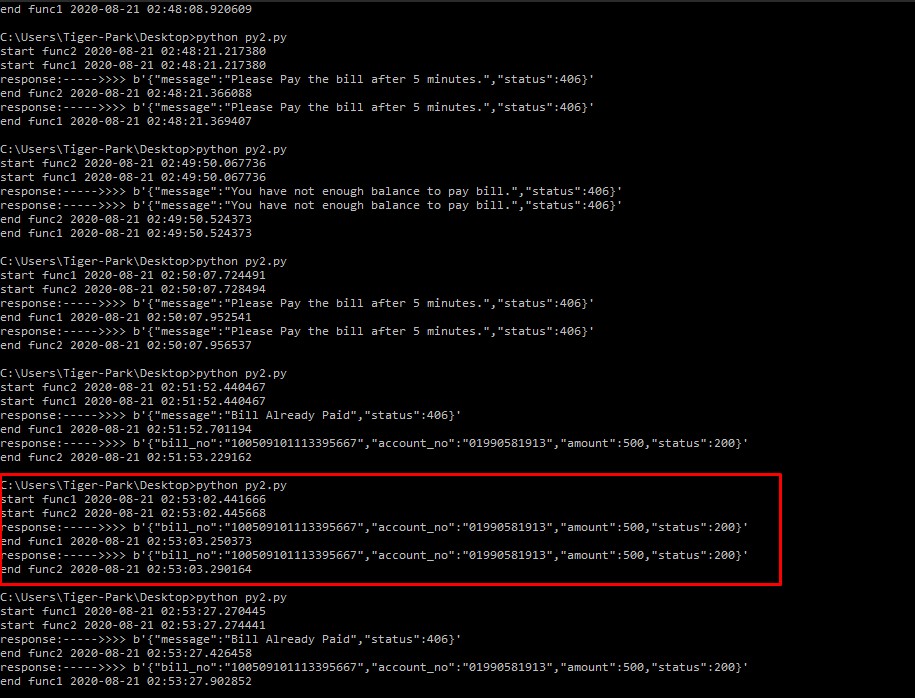 end func1 2020-08-21 02:48:08.920609
C:\Users\Tiger-Park\Desktop>python py2.py
start func2 2020-08-21 02:48:21.217380
start func1 2020-08-21 02:48:21.217380
response:----->>>> b'{"message":"Please Pay the bill after 5 minutes.","status":406}'
end func2 2020-08-21 02:48:21.366088
response:----->>>> b'{"message":"Please Pay the bill after 5 minutes.","status":406}'
end func1 2020-08-21 02:48:21.369407
C:\Users\Tiger-Park\Desktop>python py2.py
start func2 2020-08-21 02:49:50.067736
start func1 2020-08-21 02:49:50.067736
response:----->>>> b'{"message":"You have not enough balance to pay bill.","status":406}'
response:----->>>> b'{"message":"You have not enough balance to pay bill.","status":406}'
end func2 2020-08-21 02:49:50.524373
end func1 2020-08-21 02:49:50.524373
C:\Users\Tiger-Park\Desktop>python py2.py
start func1 2020-08-21 02:50:07.724491
start func2 2020-08-21 02:50:07.728494
response:----->>>> b'{"message":"Please Pay the bill after 5 minutes.","status":406}'
end func1 2020-08-21 02:50:07.952541
response:----->>>> b'{"message":"Please Pay the bill after 5 minutes.","status":406}'
end func2 2020-08-21 02:50:07.956537
C:\Users\Tiger-Park\Desktop>python py2.py
start func2 2020-08-21 02:51:52.440467
start func1 2020-08-21 02:51:52.440467
response:----->>>> b'{"message":"Bill Already Paid","status":406}'
end func1 2020-08-21 02:51:52.701194
response:----->>>> b'{"bill_no":"100509101113395667","account_no":"01990581913","amount":500,"status":200}'
end func2 2020-08-21 02:51:53.229162
C:\Users\Tiger-Park\Desktop>python py2.py
start func1 2020-08-21 02:53:02.441666
start func2 2020-08-21 02:53:02.445668
response:----->>>> b'{"bill_no":"100509101113395667","account_no":"01990581913","amount":500,"status":200}'
end func1 2020-08-21 02:53:03.250373
response:----->>>> b'{"bill_no":"100509101113395667","account_no":"01990581913","amount":500,"status":200}'
end func2 2020-08-21 02:53:03.290164
C:\Users\Tiger-Park\Desktop>python py2.py
start func1 2020-08-21 02:53:27.270445
start func2 2020-08-21 02:53:27.274441
response:----->>>> b'{"message":"Bill Already Paid","status":406}'
end func2 2020-08-21 02:53:27.426458
response:----->>>> b'{"bill_no":"100509101113395667","account_no":"01990581913","amount":500,"status":200}'
end func1 2020-08-21 02:53:27.902852